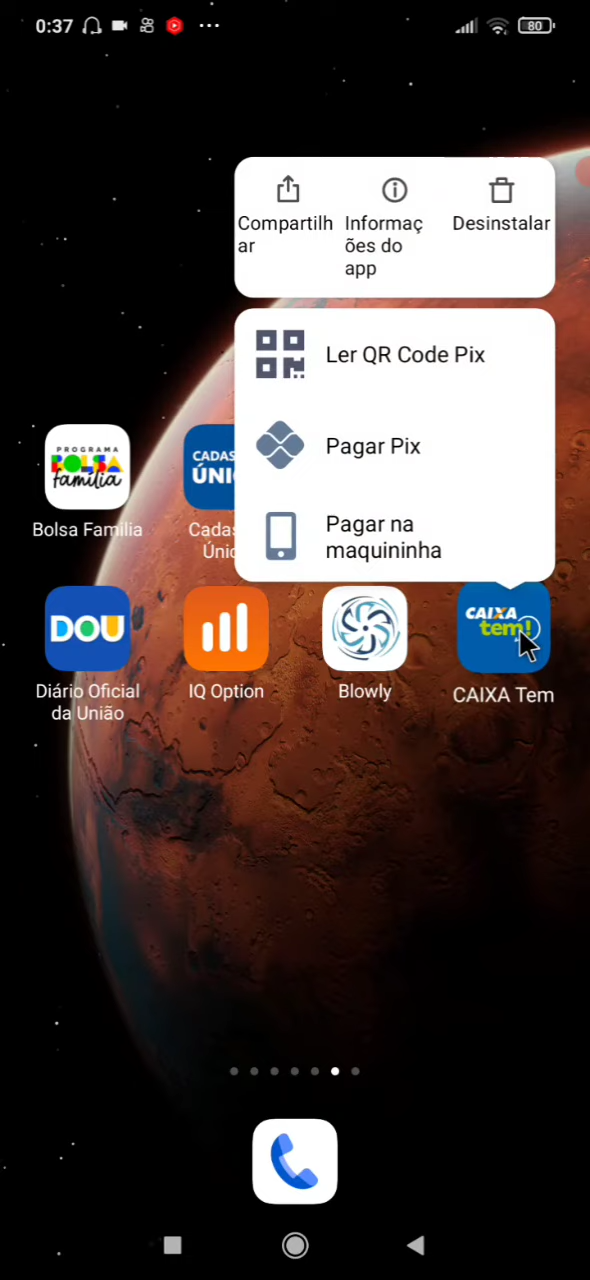 0:37
80
Compartilh
ar
Informaç
ões do
app
Desinstalar
Ler QR Code Pix
Pagar Pix
Pagar na
maquininha
PROGRAMA
BOLSA
família
Bolsa Família
CADAS
ÚNI
Cadas
Únic
DOU
Diário Oficial
da União
IQ Option
Blowly
CAIXA
tem!
CAIXA Tem